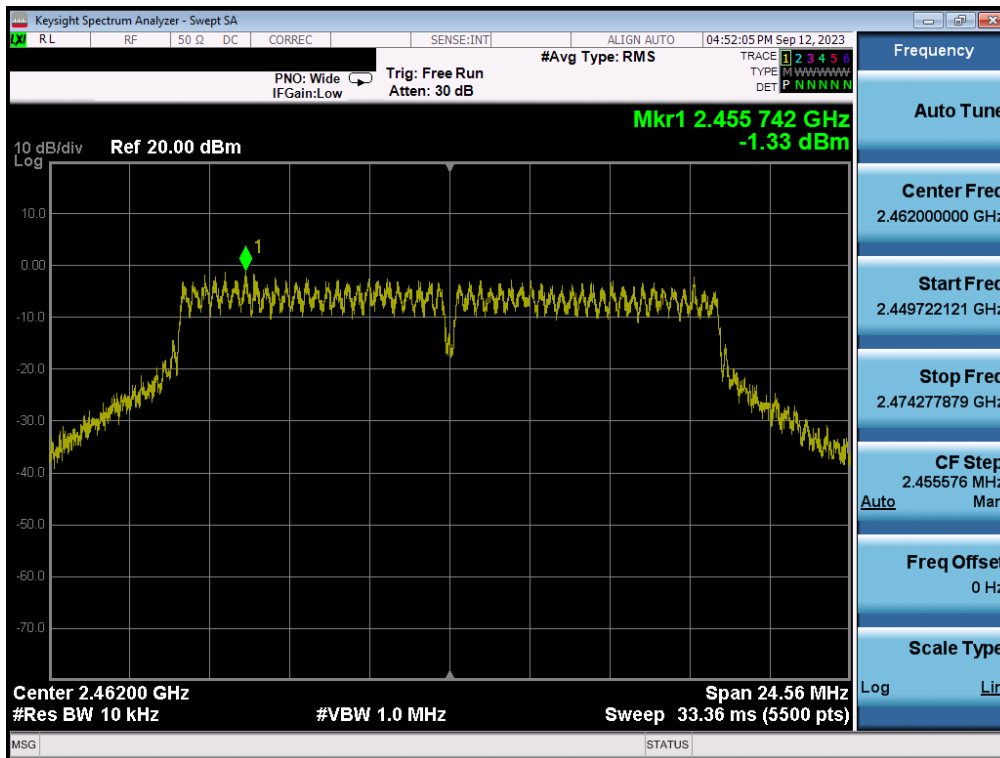 Keysight Spectrum Analyzer - Swept SA
LXI RL RF 50 Ω DC CORREC SENSE:INT ALIGN AUTO 04:52:05 PM Sep 12, 2023
#Avg Type: RMS
TRACE 1 2 3 4 5 6
PNO: Wide
Trig: Free Run
TYPE M W W W W W
IFGain:Low
Atten: 30 dB
DET P N N N N N
Mkr1 2.455 742 GHz
-1.33 dBm
10 dB/div
Ref 20.00 dBm
Log
10.0
1
0.00
-10.0
-20.0
-30.0
-40.0
-50.0
-60.0
-70.0
Center 2.46200 GHz
Span 24.56 MHz
#Res BW 10 kHz
#VBW 1.0 MHz
Sweep 33.36 ms (5500 pts)
MSG
STATUS
Frequency
Auto Tune
Center Freq
2.462000000 GHz
Start Freq
2.449722121 GHz
Stop Freq
2.474277879 GHz
CF Step
2.455576 MHz
Auto Man
Freq Offset
0 Hz
Scale Type
Log Lin